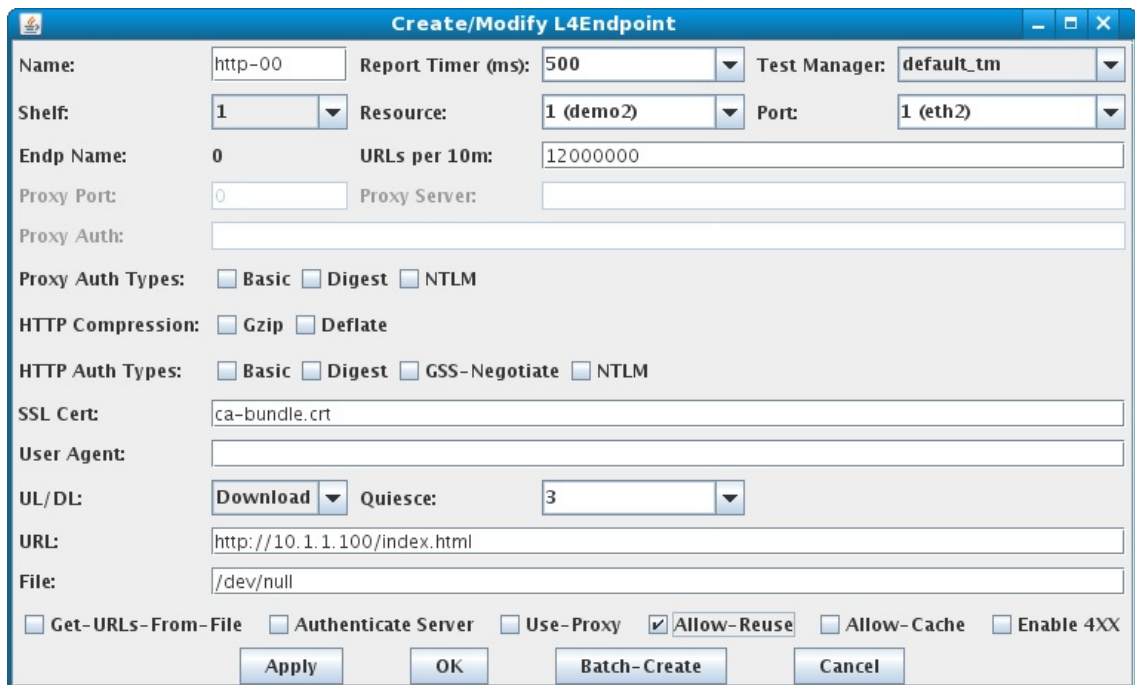 Create/Modify L4Endpoint
Name: http-00 Report Timer (ms): 500 Test Manager: default_tm
Shelf: 1 Resource: 1 (demo2) Port: 1 (eth2)
Endp Name: 0 URLs per 10m: 12000000
Proxy Port: 0 Proxy Server:
Proxy Auth:
Proxy Auth Types: Basic Digest NTLM
HTTP Compression: Gzip Deflate
HTTP Auth Types: Basic Digest GSS-Negotiate NTLM
SSL Cert: ca-bundle.crt
User Agent:
UL/DL: Download Quiesce: 3
URL: http://10.1.1.100/index.html
File: /dev/null
Get-URLs-From-File Authenticate Server Use-Proxy Allow-Reuse Allow-Cache Enable 4XX
Apply OK Batch-Create Cancel